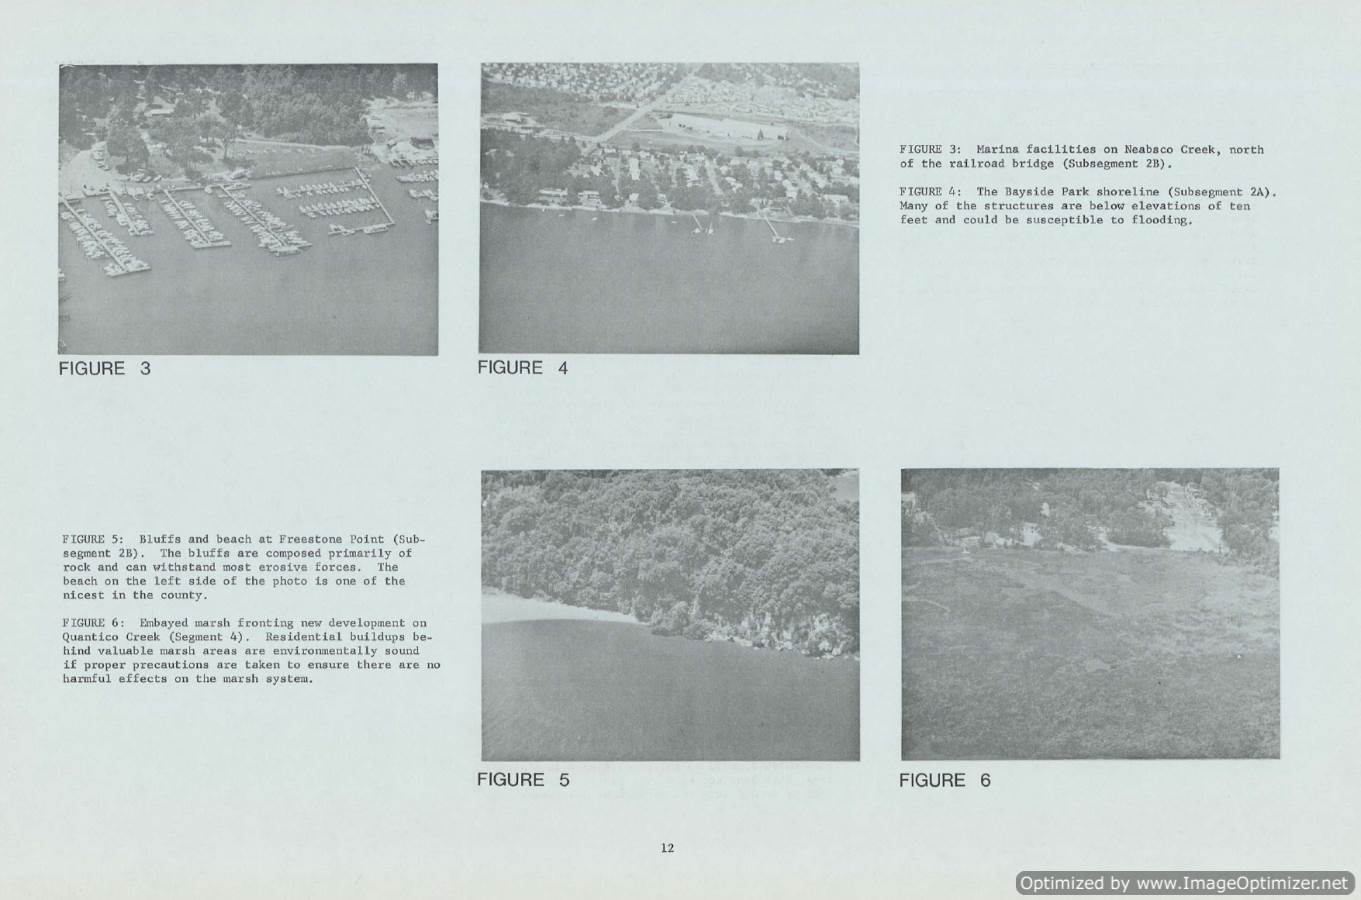 FIGURE 3
FIGURE 4
FIGURE 3: Marina facilities on Neabsco Creek, north
of the railroad bridge (Subsegment 2B).
FIGURE 4: The Bayside Park shoreline (Subsegment 2A).
Many of the structures are below elevations of ten
feet and could be susceptible to flooding.
FIGURE 5: Bluffs and beach at Freestone Point (Sub-
segment 2B). The bluffs are composed primarily of
rock and can withstand most erosive forces. The
beach on the left side of the photo is one of the
nicest in the county.
FIGURE 6: Embayed marsh fronting new development on
Quantico Creek (Segment 4). Residential buildups be-
hind valuable marsh areas are environmentally sound
if proper precautions are taken to ensure there are no
harmful effects on the marsh system.
FIGURE 5
FIGURE 6
12
Optimized by www.ImageOptimizer.net